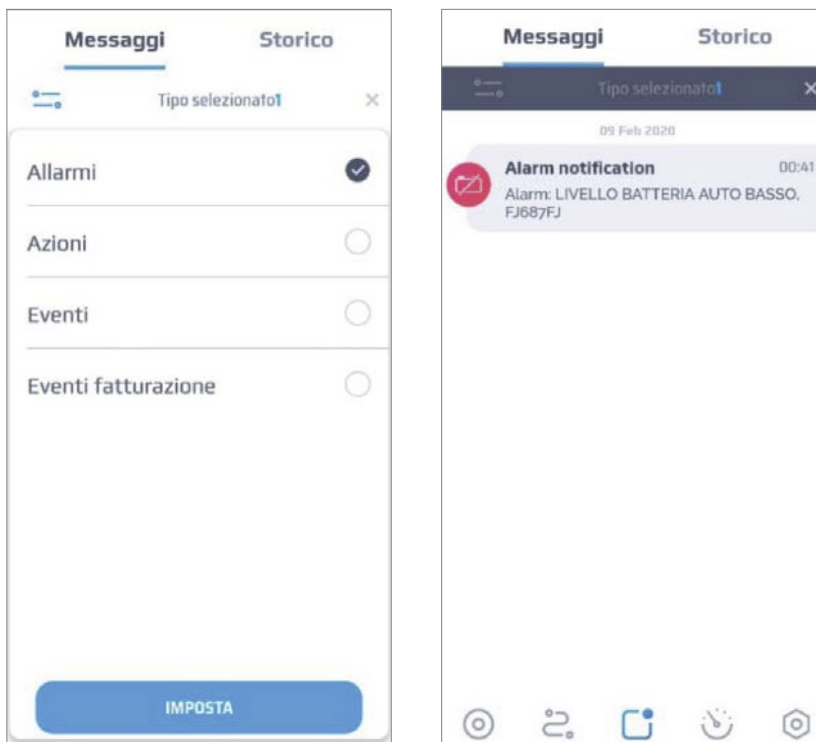 Messaggi Storico
Tipo selezionato1
Allarmi
Azioni
Eventi
Eventi fatturazione
IMPOSTA
Messaggi Storico
Tipo selezionato1
09 Feb 2020
Alarm notification 00:41
Alarm: LIVELLO BATTERIA AUTO BASSO,
FJ687FJ